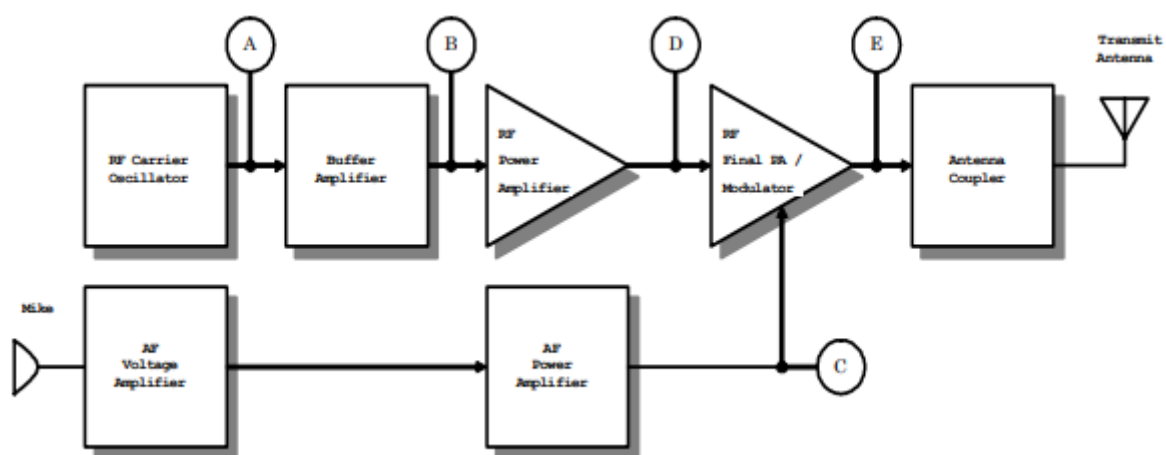 A
B
D
E
Transmit
Antenna
RF Carrier
Oscillator
Buffer
Amplifier
RF
Power
Amplifier
RF
Final PA /
Modulator
Antenna
Coupler
Mike
AF
Voltage
Amplifier
AF
Power
Amplifier
C